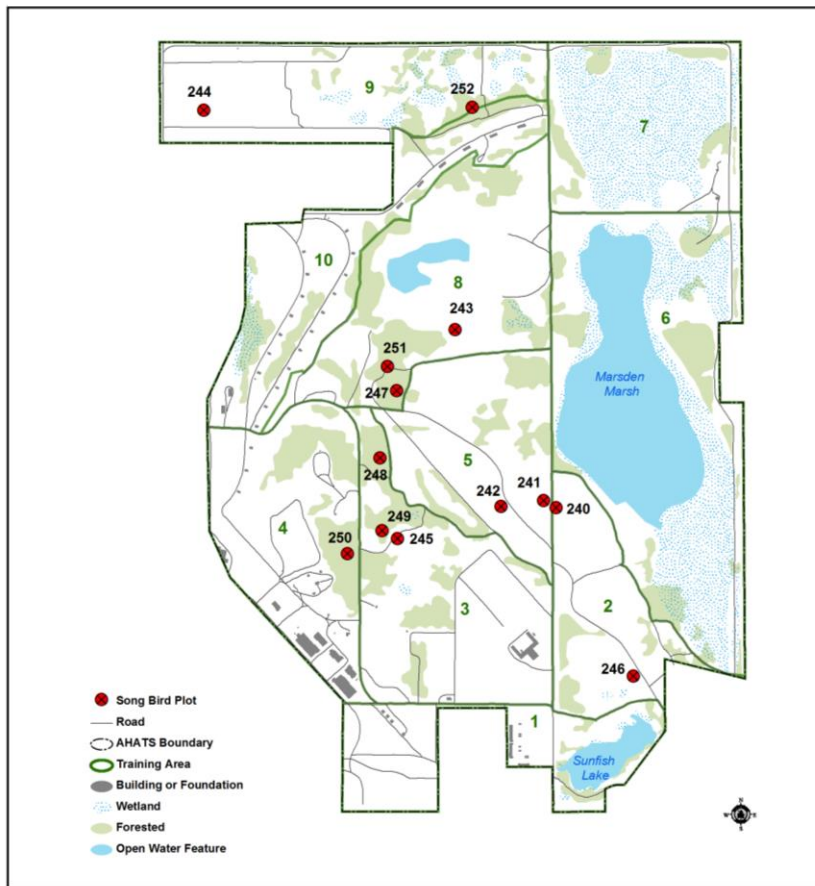 244
9
252
7
10
8
243
6
251
247
Marsden
Marsh
5
248
242
241
240
4
249
250
245
2
3
246
1
Sunfish
Lake
Song Bird Plot
Road
AHATS Boundary
Training Area
Building or Foundation
Wetland
Forested
Open Water Feature
N
W
E
S